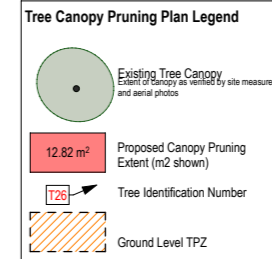 Tree Canopy Pruning Plan Legend
Existing Tree Canopy
Extent of canopy as verified by site measure
and aerial photos
12.82 m²
Proposed Canopy Pruning
Extent (m2 shown)
T26
Tree Identification Number
Ground Level TPZ